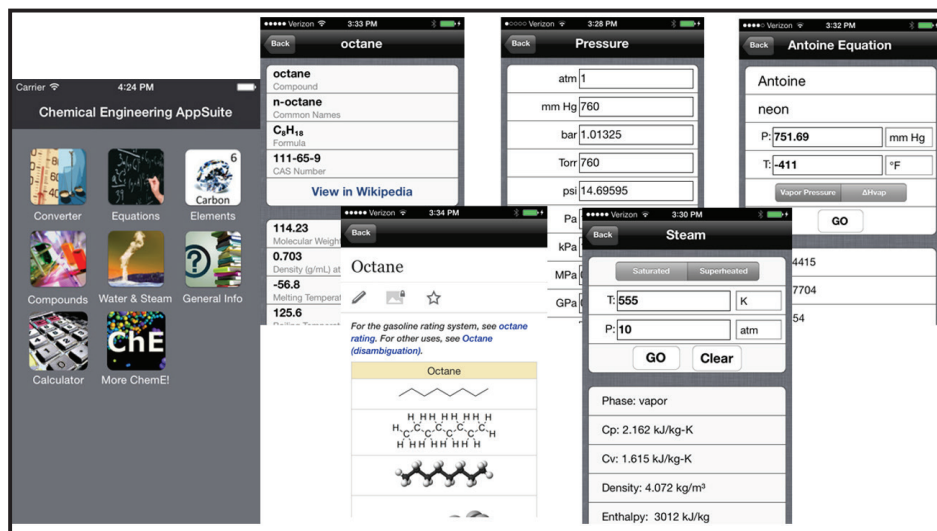 Carrier 4:24 PM
Chemical Engineering AppSuite
6
Carbon
Converter Equations Elements
Compounds Water & Steam General Info
ChE
Calculator More ChemE!
Verizon 3:33 PM
Back octane
octane
Compound
n-octane
Common Names
C₈H₁₈
Formula
111-65-9
CAS Number
View in Wikipedia
114.23
Molecular Weigh
0.703
Density (g/mL) at
-56.8
Melting Temperat
125.6
Verizon 3:28 PM
Back Pressure
atm 1
mm Hg 760
bar 1.01325
Torr 760
psi 14.69595
Pa
kPa
MPa
GPa
Verizon 3:32 PM
Back Antoine Equation
Antoine
neon
P: 751.69 mm Hg
T: -411 °F
Vapor Pressure ΔHvap
GO
4415
7704
54
Verizon 3:34 PM
Back
Octane
For the gasoline rating system, see octane
rating. For other uses, see Octane
(disambiguation).
Octane
H H H H H H H H
H C C C C C C C C H
H H H H H H H H
Verizon 3:30 PM
Back Steam
Saturated Superheated
T: 555 K
P: 10 atm
GO Clear
Phase: vapor
Cp: 2.162 kJ/kg-K
Cv: 1.615 kJ/kg-K
Density: 4.072 kg/m³
Enthalpy: 3012 kJ/kg